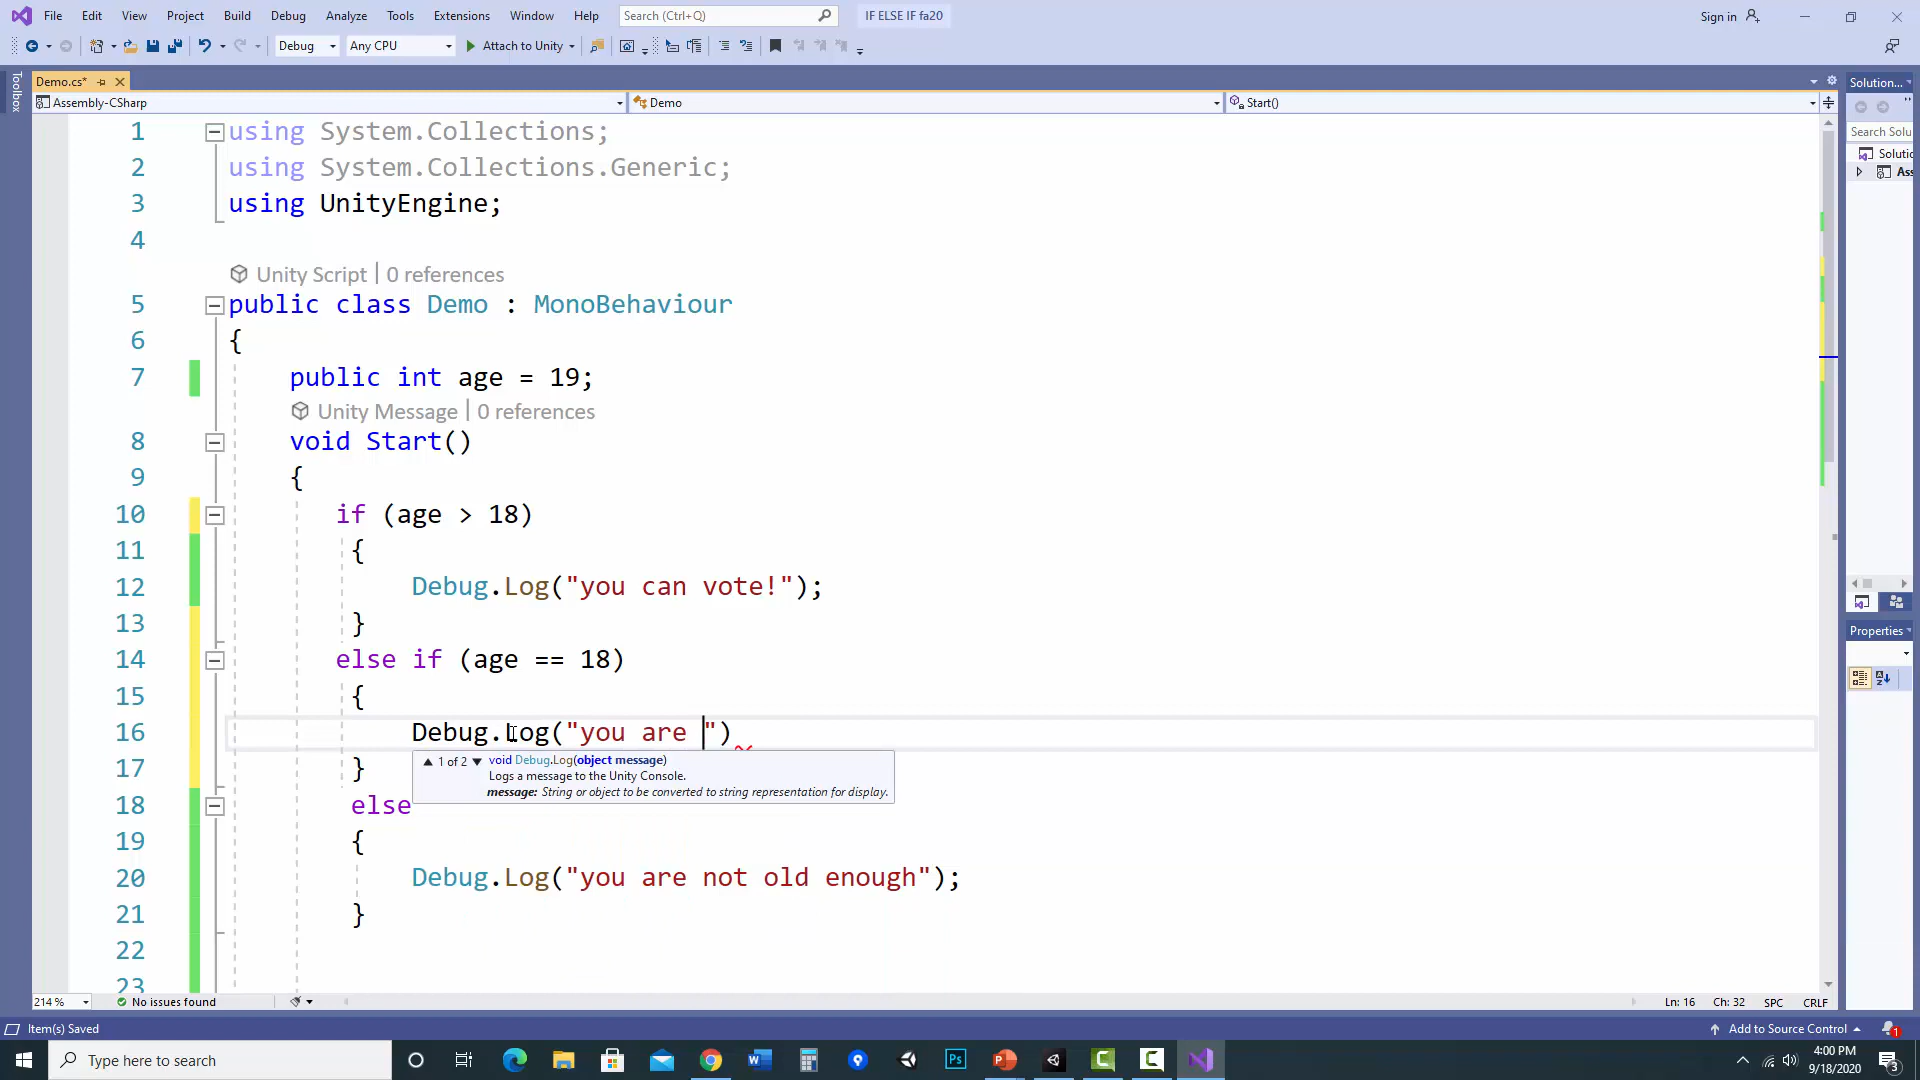 File Edit View Project Build Debug Analyze Tools Extensions Window Help Search (Ctrl+Q) IF ELSE IF fa20 Sign in
Debug Any CPU Attach to Unity
Toolbox
Demo.cs* Solution...
Assembly-CSharp Demo Start()
Search Solu
Soluti
Ass
1 using System.Collections;
2 using System.Collections.Generic;
3 using UnityEngine;
4
Unity Script | 0 references
5 public class Demo : MonoBehaviour
6 {
7 public int age = 19;
Unity Message | 0 references
8 void Start()
9 {
10 if (age > 18)
11 {
12 Debug.Log("you can vote!");
13 }
14 else if (age == 18)
15 {
16 Debug.Log("you are ")
1 of 2 void Debug.Log(object message)
Logs a message to the Unity Console.
message: String or object to be converted to string representation for display.
17 }
18 else
19 {
20 Debug.Log("you are not old enough");
21 }
22
23
Properties
214 % No issues found Ln: 16 Ch: 32 SPC CRLF
Item(s) Saved Add to Source Control 1
Type here to search 4:00 PM
9/18/2020 3